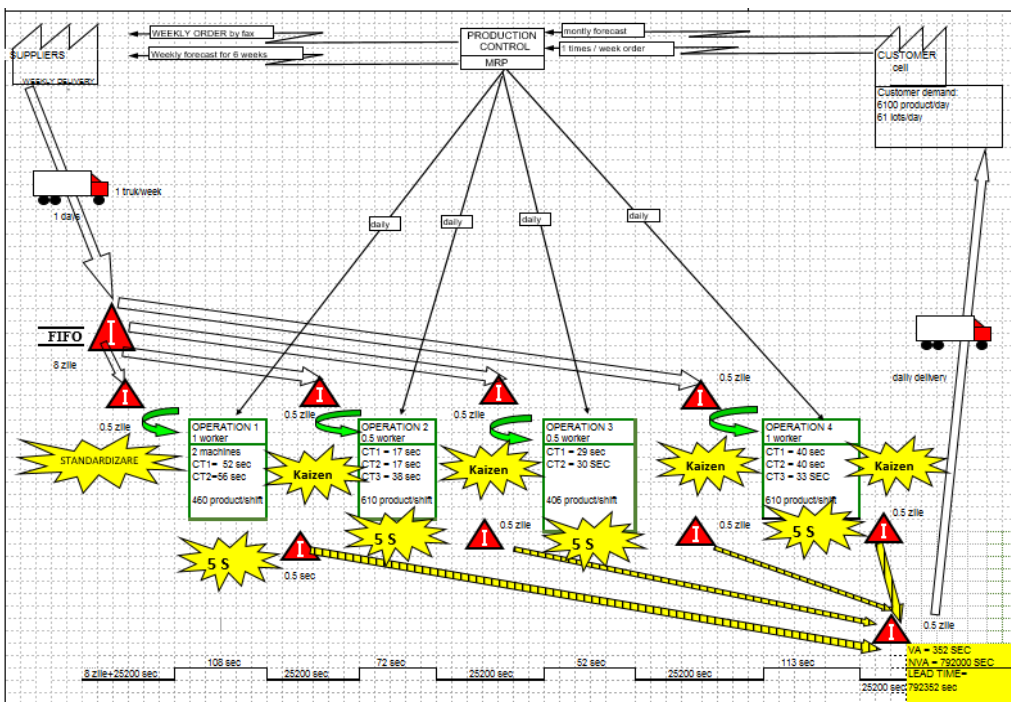 WEEKLY ORDER by fax
Weekly forecast for 6 weeks
PRODUCTION
CONTROL
MRP
montly forecast
1 times / week order
SUPPLIERS
WEEKLY DELIVERY
CUSTOMER
cell
Customer demand:
6100 product/day
61 lots/day
1 truk/week
1 days
daily
daily
daily
daily
FIFO
I
8 zile
daily delivery
I
0.5 zile
I
0.5 zile
I
0.5 zile
I
0.5 zile
STANDARDIZARE
OPERATION 1
1 worker
2 machines
CT1= 52 sec
CT2=56 sec
460 product/shift
Kaizen
OPERATION 2
0.5 worker
CT1 = 17 sec
CT2 = 17 sec
CT3 = 38 sec
610 product/shift
Kaizen
OPERATION 3
0.5 worker
CT1 = 29 sec
CT2 = 30 SEC
406 product/shift
Kaizen
OPERATION 4
1 worker
CT1 = 40 sec
CT2 = 40 sec
CT3 = 33 SEC
610 product/shift
Kaizen
5 S
5 S
5 S
5 S
I
0.5 sec
I
0.5 zile
I
0.5 zile
I
0.5 zile
I
0.5 zile
8 zile+25200 sec
108 sec
25200 sec
72 sec
25200 sec
52 sec
25200 sec
113 sec
25200 sec
VA = 352 SEC
NVA = 792000 SEC
LEAD TIME=
792352 sec